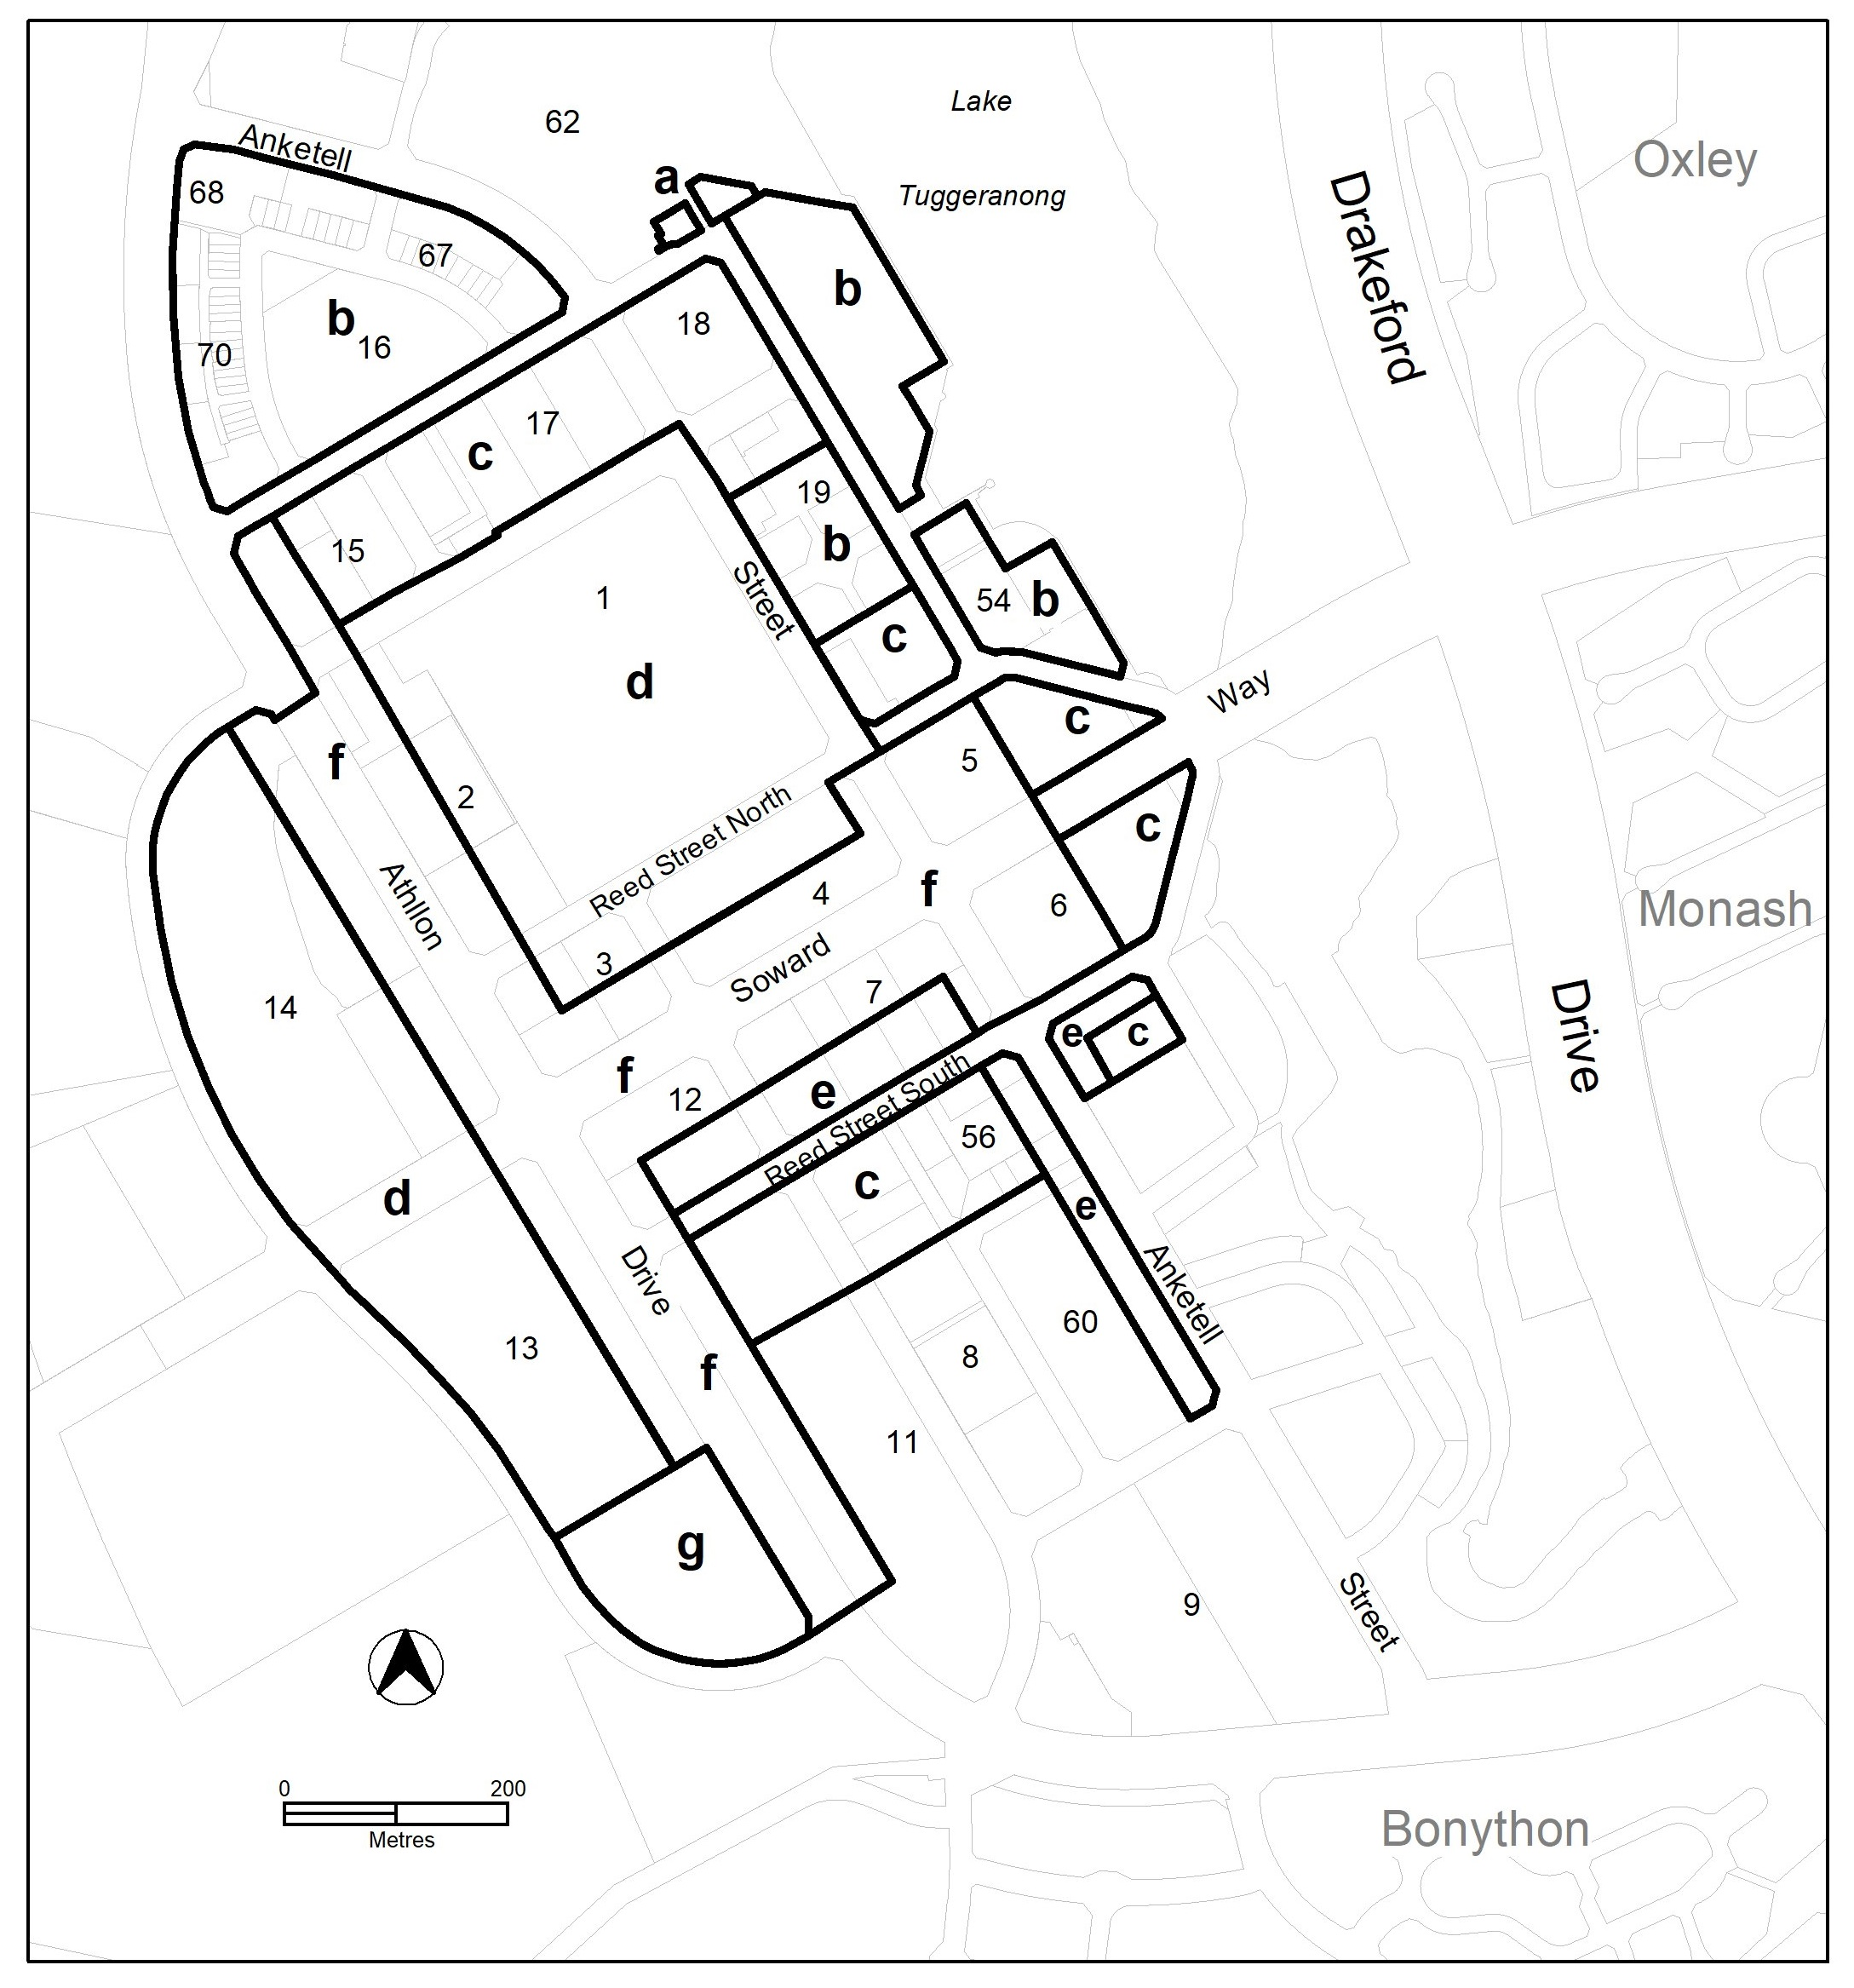 62
Lake
Oxley
Anketell
68
a
Tuggeranong
Drakeford
67
b
b
16
18
70
17
c
19
15
b
1
Street
54
b
c
d
Way
c
5
f
2
Reed Street North
c
4
f
6
Monash
Athllon
3
Soward
7
14
e
c
Drive
f
12
e
Reed Street South
56
c
d
e
Drive
Anketell
60
13
8
f
11
g
9
Street
0
200
Metres
Bonython